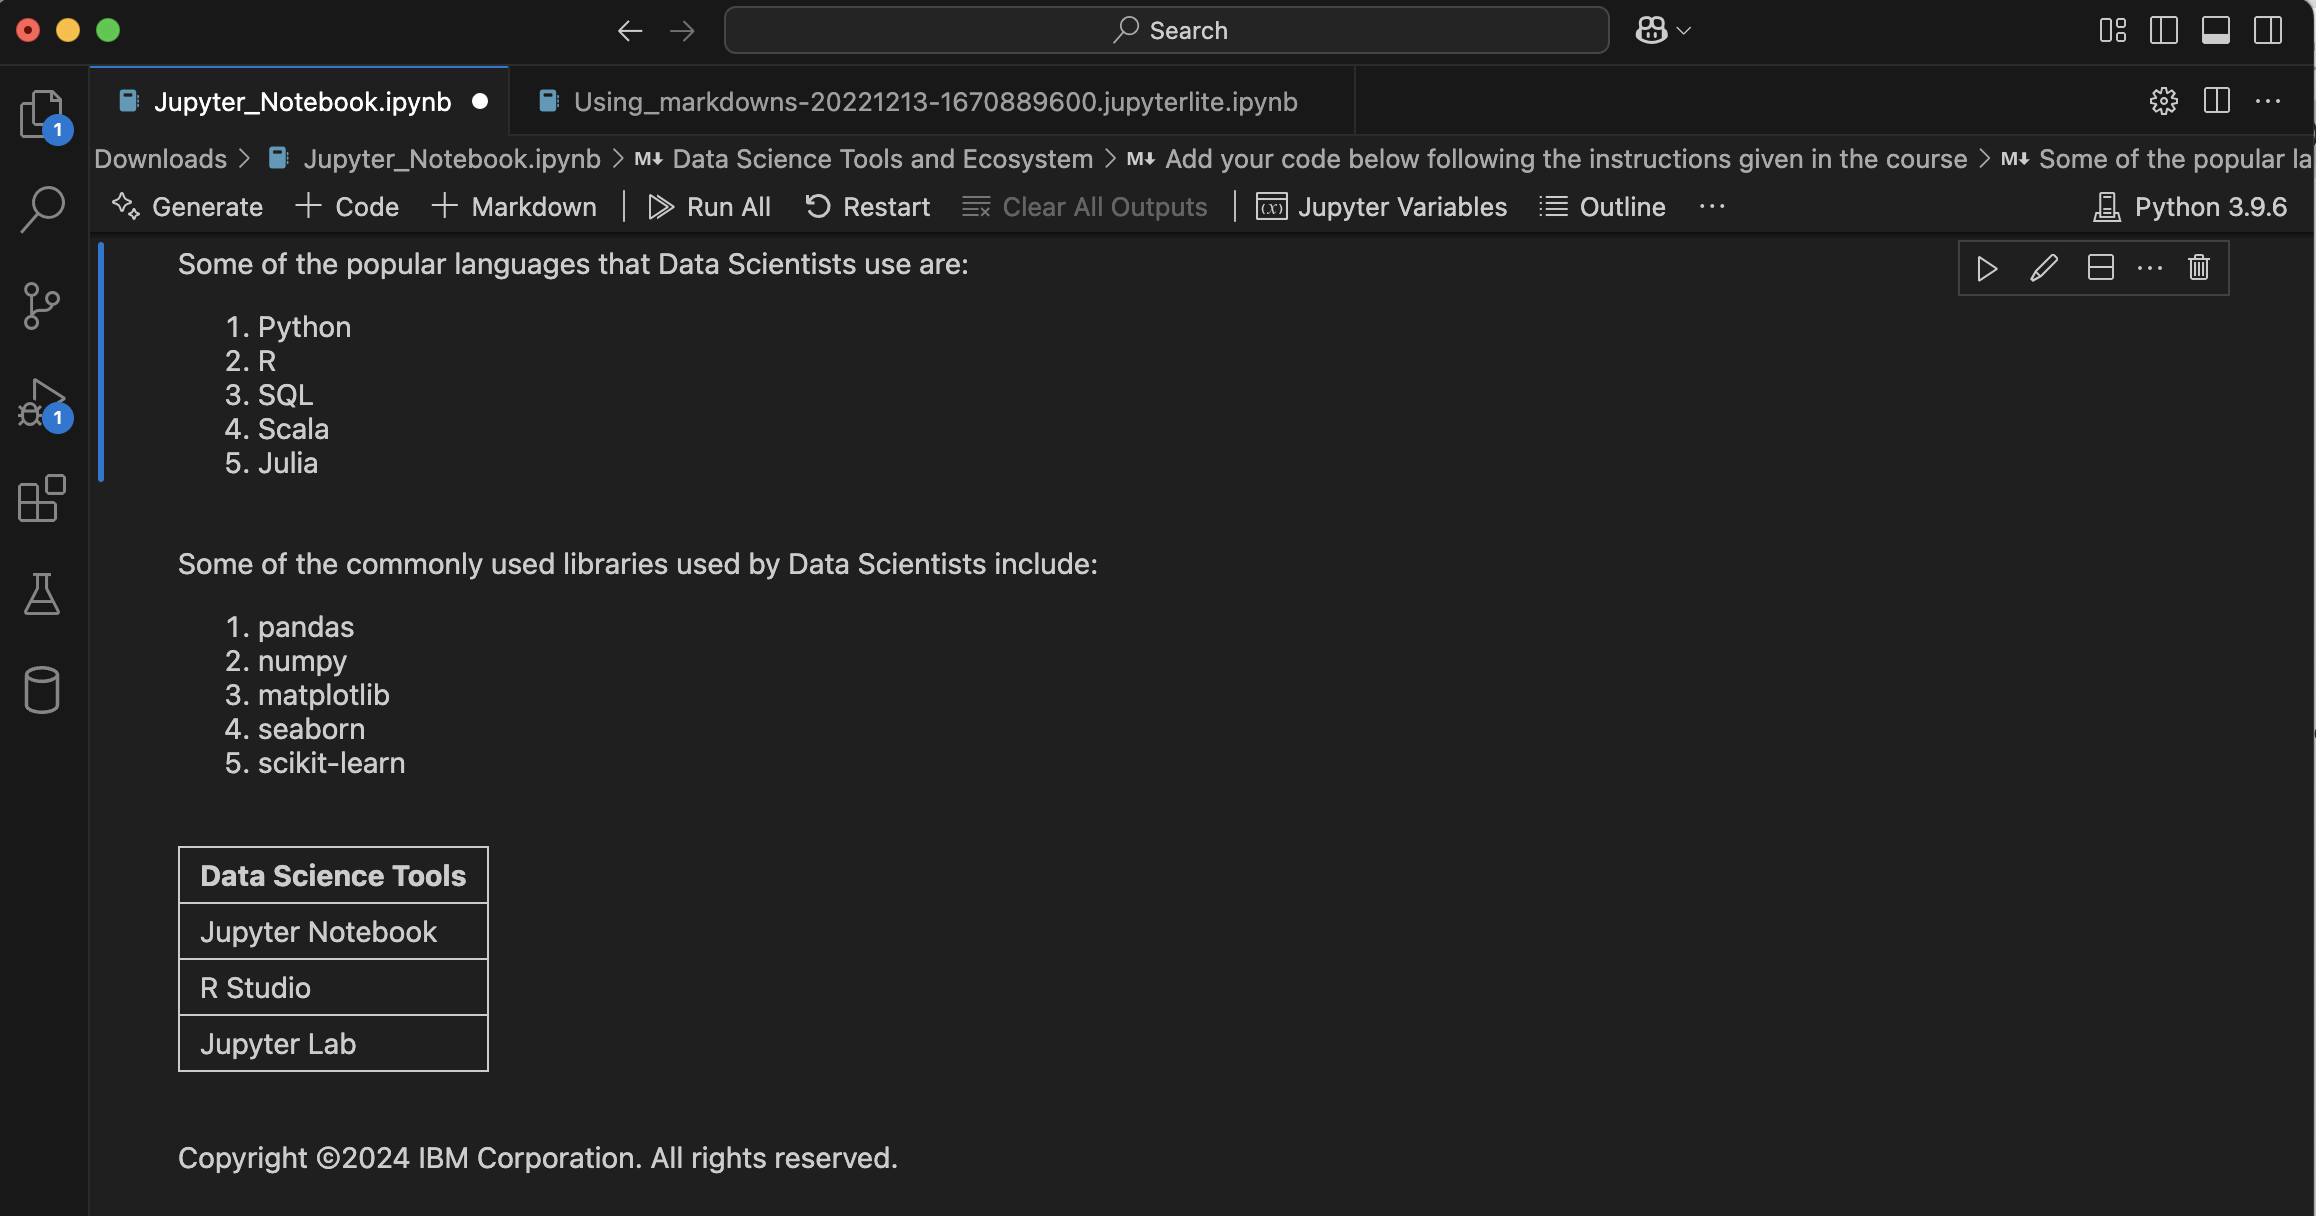 Search
Jupyter_Notebook.ipynb
Using_markdowns-20221213-1670889600.jupyterlite.ipynb
1
Downloads > Jupyter_Notebook.ipynb > M↓ Data Science Tools and Ecosystem > M↓ Add your code below following the instructions given in the course > M↓ Some of the popular la
Generate + Code + Markdown | Run All Restart Clear All Outputs | (x) Jupyter Variables Outline ··· Python 3.9.6
Some of the popular languages that Data Scientists use are:
1. Python
2. R
3. SQL
4. Scala
1
5. Julia
Some of the commonly used libraries used by Data Scientists include:
1. pandas
2. numpy
3. matplotlib
4. seaborn
5. scikit-learn
Data Science Tools
Jupyter Notebook
R Studio
Jupyter Lab
Copyright ©2024 IBM Corporation. All rights reserved.